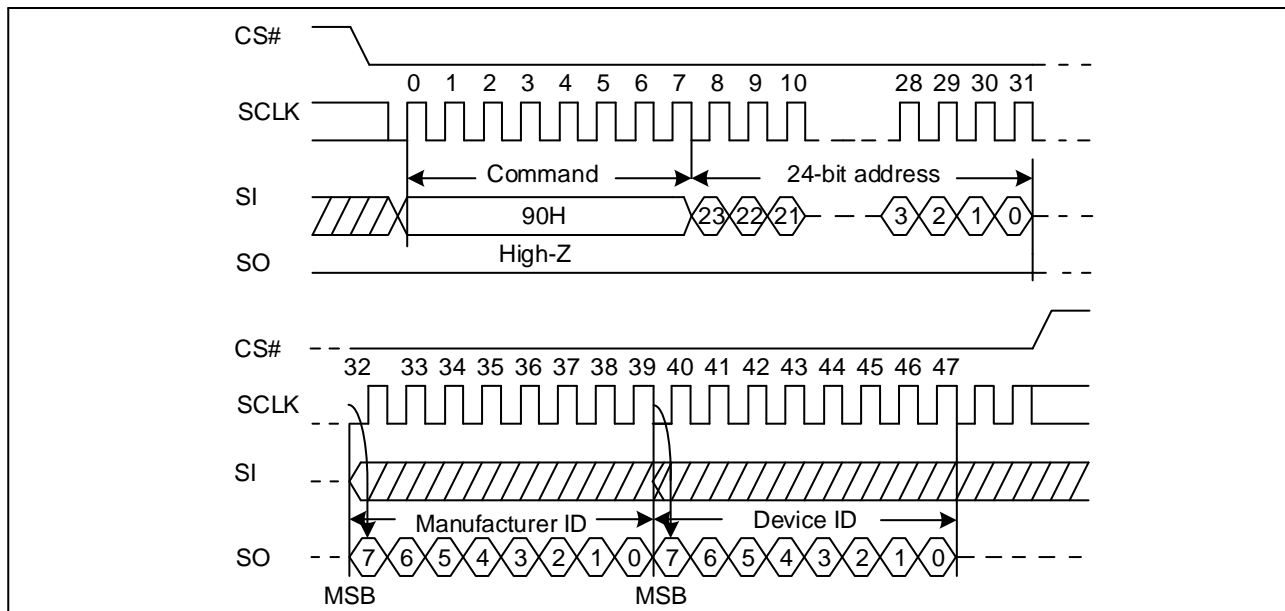 CS#
0 1 2 3 4 5 6 7 8 9 10 28 29 30 31
SCLK
Command 24-bit address
SI
90H 23 22 21 3 2 1 0
High-Z
SO
CS#
32 33 34 35 36 37 38 39 40 41 42 43 44 45 46 47
SCLK
SI
Manufacturer ID Device ID
SO 7 6 5 4 3 2 1 0 7 6 5 4 3 2 1 0
MSB MSB